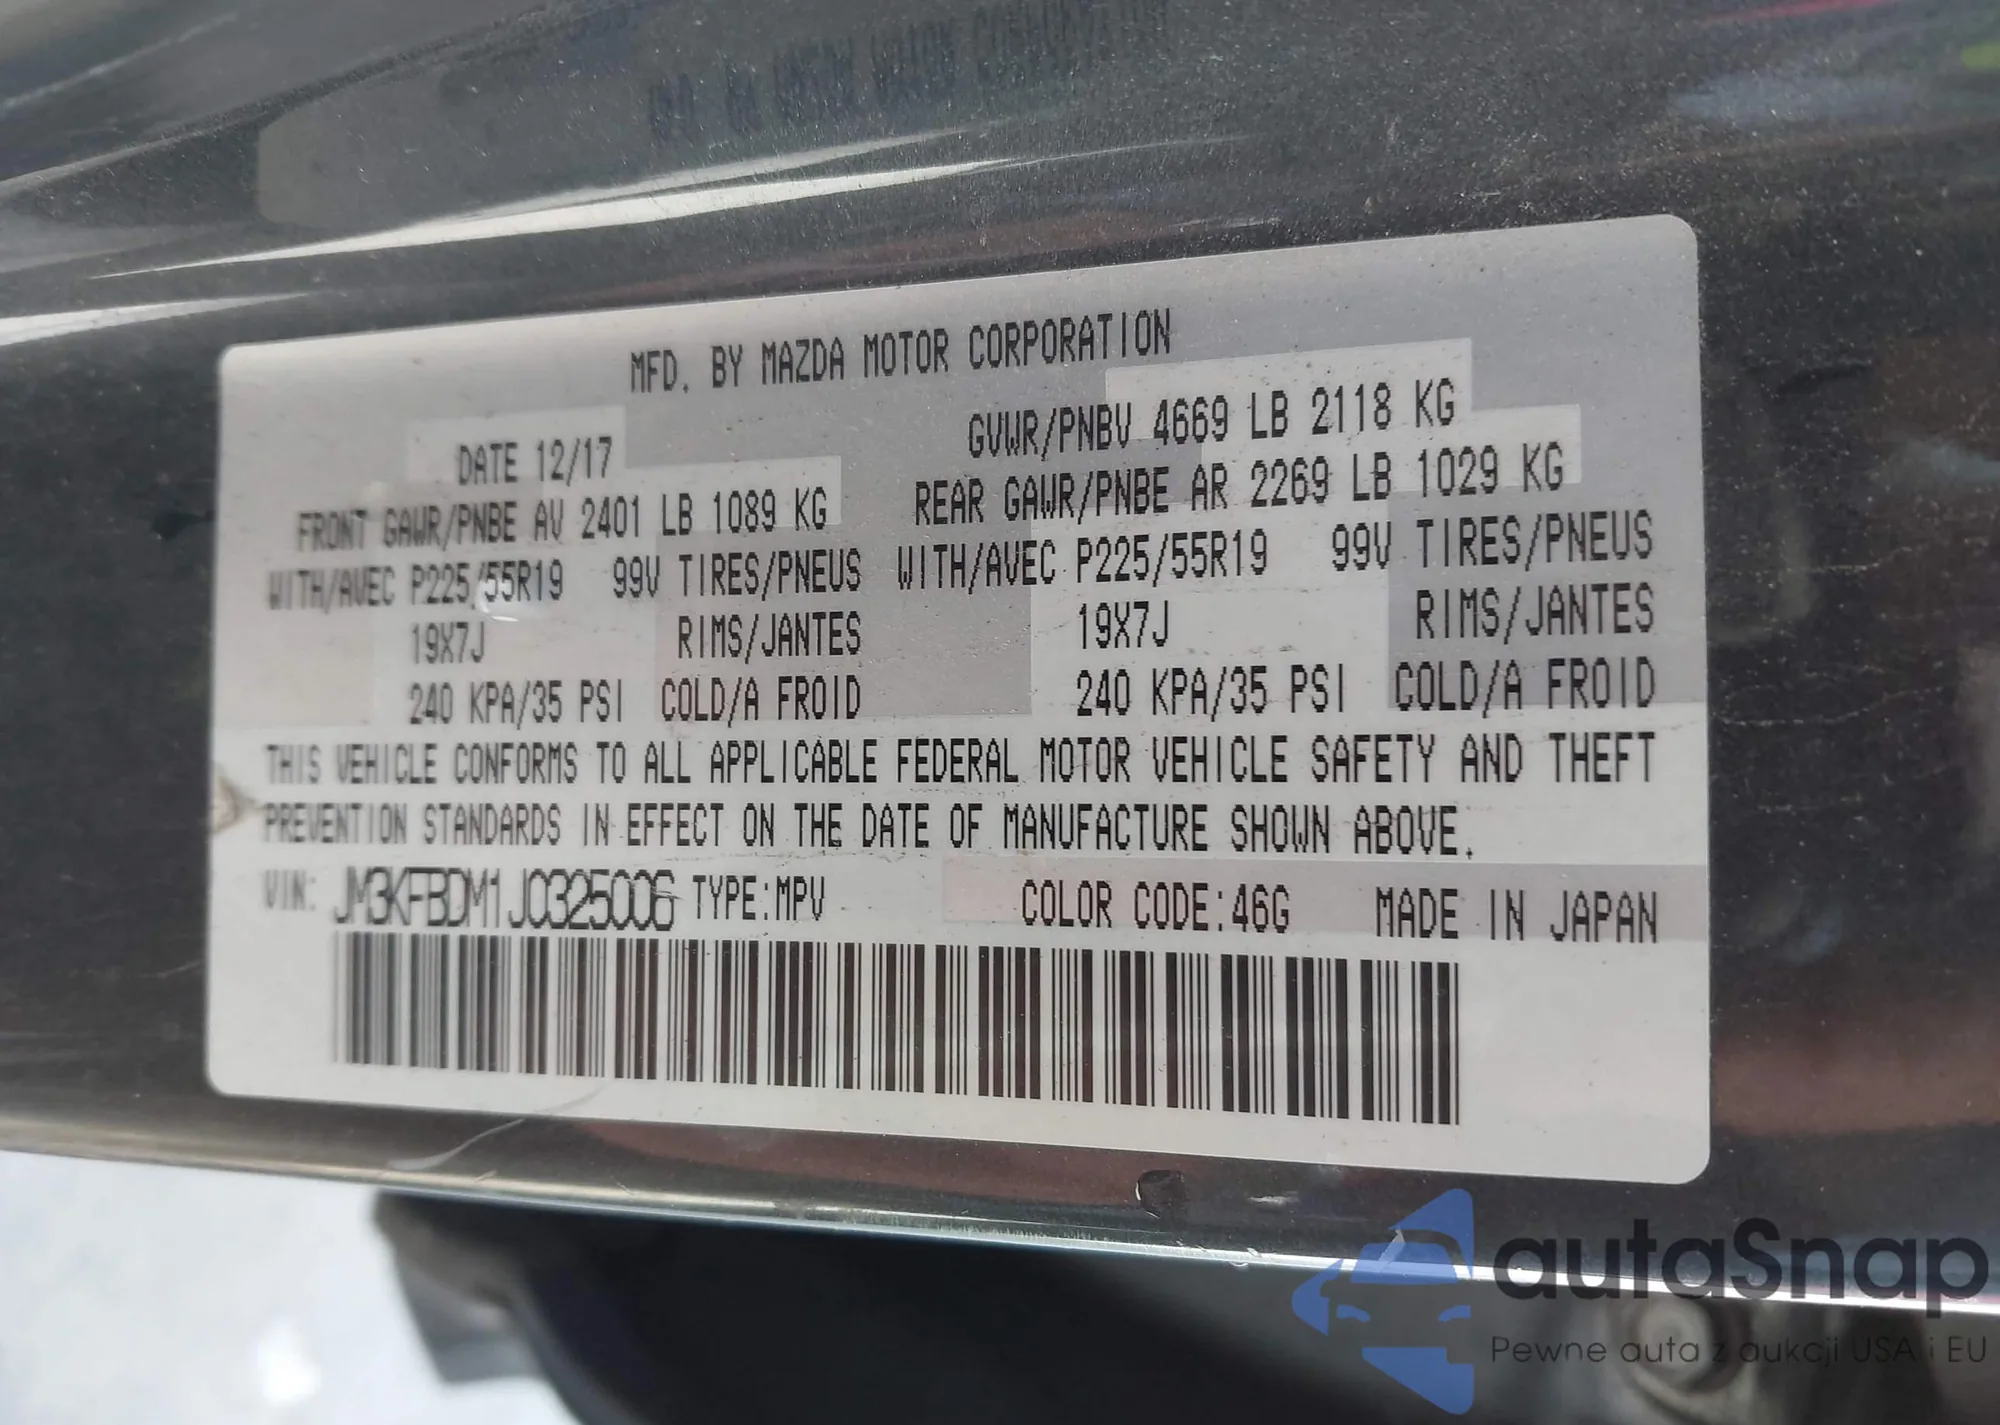 MFD. BY MAZDA MOTOR CORPORATION
DATE 12/17 GVWR/PNBV 4669 LB 2118 KG
FRONT GAWR/PNBE AV 2401 LB 1089 KG REAR GAWR/PNBE AR 2269 LB 1029 KG
WITH/AVEC P225/55R19 99V TIRES/PNEUS WITH/AVEC P225/55R19 99V TIRES/PNEUS
19X7J RIMS/JANTES 19X7J RIMS/JANTES
240 KPA/35 PSI COLD/A FROID 240 KPA/35 PSI COLD/A FROID
THIS VEHICLE CONFORMS TO ALL APPLICABLE FEDERAL MOTOR VEHICLE SAFETY AND THEFT
PREVENTION STANDARDS IN EFFECT ON THE DATE OF MANUFACTURE SHOWN ABOVE.
VIN: JM3KFBDM1J0325006 TYPE:MPV COLOR CODE:46G MADE IN JAPAN
autaSnap
Pewne auta z aukcji USA i EU